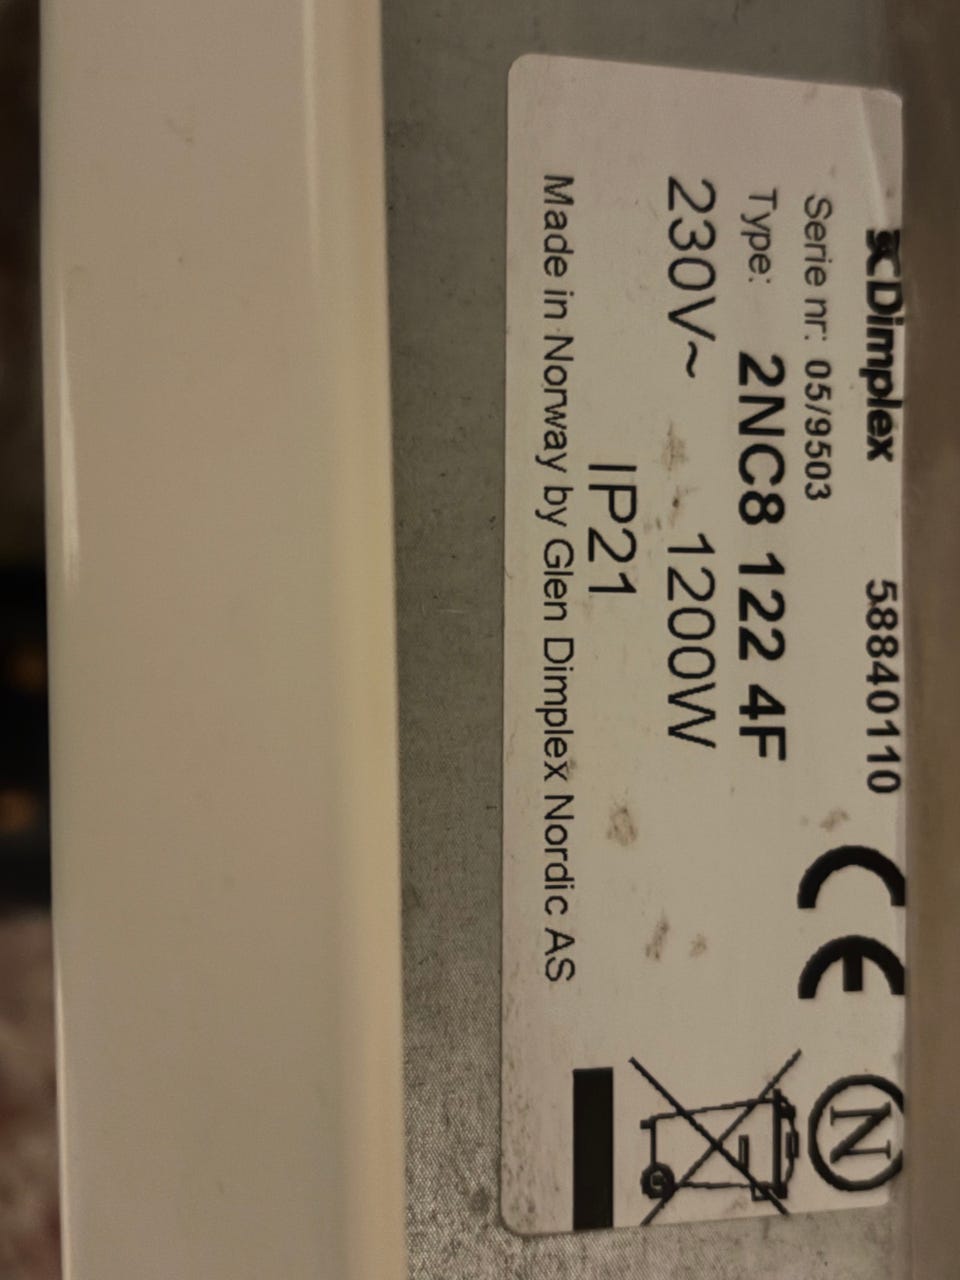 Dimplex 58840110
Serie nr: 05/9503
Type: 2NC8 122 4F
230V~ 1200W
IP21
Made in Norway by Glen Dimplex Nordic AS
CE
N